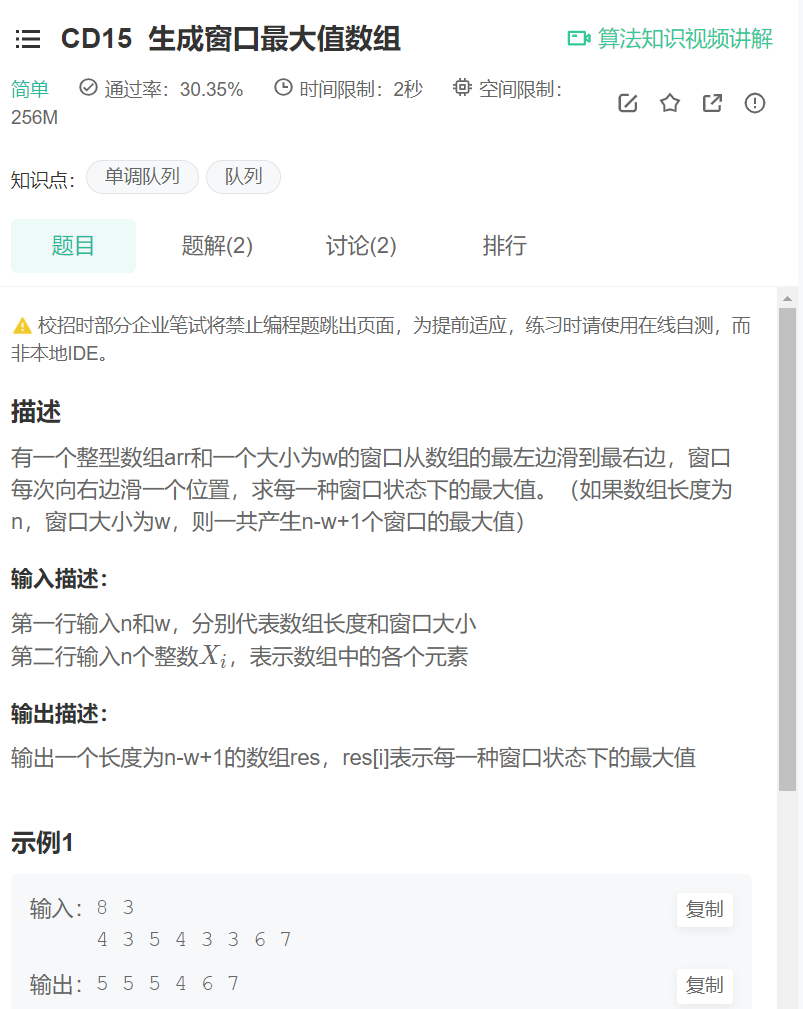 CD15 生成窗口最大值数组
算法知识视频讲解
简单 通过率：30.35% 时间限制：2秒 空间限制：
256M
知识点： 单调队列 队列
题目 题解(2) 讨论(2) 排行
校招时部分企业笔试将禁止编程题跳出页面，为提前适应，练习时请使用在线自测，而
非本地IDE。
描述
有一个整型数组arr和一个大小为w的窗口从数组的最左边滑到最右边，窗口
每次向右边滑一个位置，求每一种窗口状态下的最大值。（如果数组长度为
n，窗口大小为w，则一共产生n-w+1个窗口的最大值）
输入描述：
第一行输入n和w，分别代表数组长度和窗口大小
第二行输入n个整数Xi，表示数组中的各个元素
输出描述：
输出一个长度为n-w+1的数组res，res[i]表示每一种窗口状态下的最大值
示例1
输入： 8 3 复制
4 3 5 4 3 3 6 7
输出： 5 5 5 4 6 7 复制